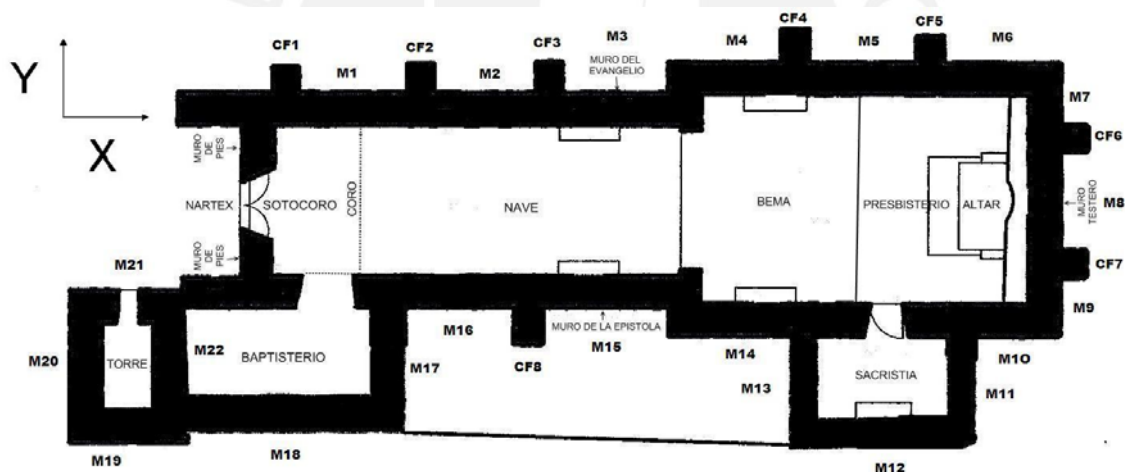 CF4
CF5
CF1
CF2
CF3
M3
M4
M5
M6
MURO DEL
EVANGELIO
M1
M2
Y
X
M7
CF6
MURO
DE
PIES
NARTEX
SOTOCORO
CORO
NAVE
BEMA
PRESBISTERIO
ALTAR
M8
MURO
TESTERO
MURO
DE
PIES
M21
CF7
M9
M16
MURO DE LA EPISTOLA
M20
TORRE
M22
BAPTISTERIO
M17
CF8
M15
M14
M10
M13
SACRISTIA
M11
M19
M18
M12